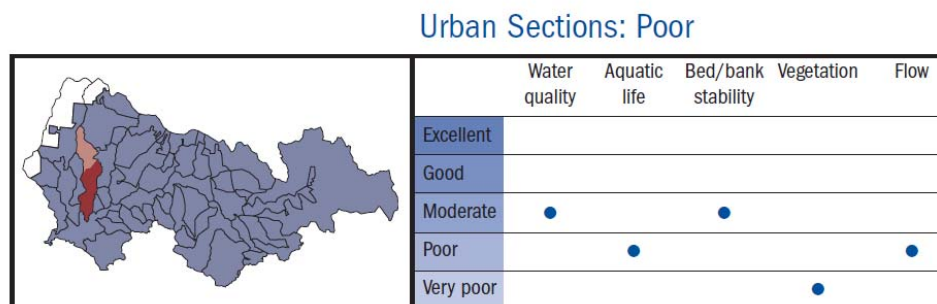 Urban Sections: Poor
Water quality
Aquatic life
Bed/bank stability
Vegetation
Flow
Excellent
Good
Moderate
Poor
Very poor